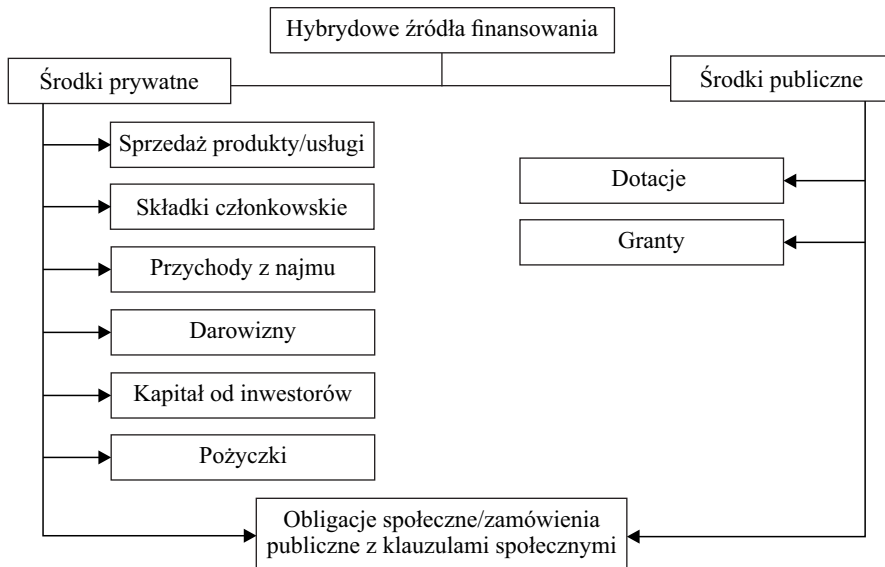 Hybrydowe źródła finansowania
Środki prywatne
Środki publiczne
Sprzedaż produkty/usługi
Składki członkowskie
Przychody z najmu
Darowizny
Kapitał od inwestorów
Pożyczki
Dotacje
Granty
Obligacje społeczne/zamówienia
publiczne z klauzulami społecznymi